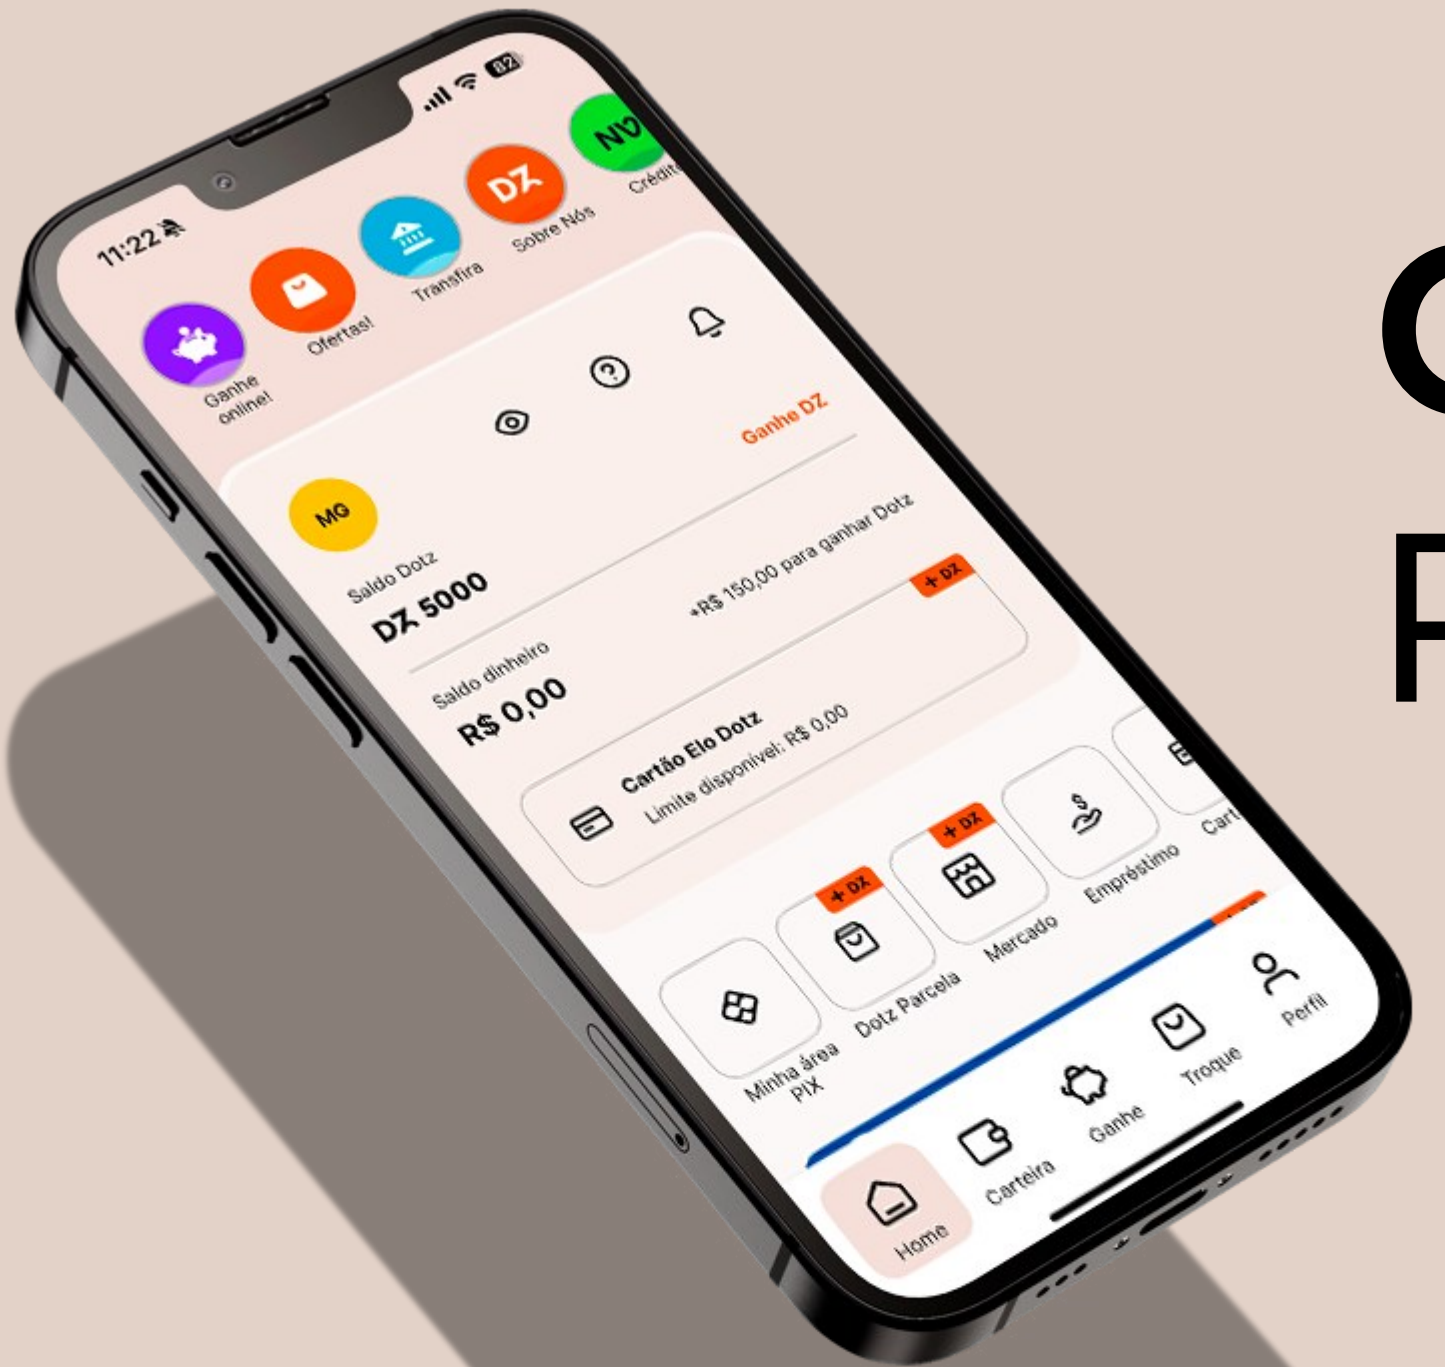 11:22
82
Ganhe
online!
Ofertas!
Transfira
DZ
Sobre Nós
Crédito
MG
Ganhe DZ
Saldo Dotz
DZ 5000
Saldo dinheiro
+R$ 150,00 para ganhar Dotz
R$ 0,00
+ DZ
Cartão Elo Dotz
Limite disponível: R$ 0,00
+ DZ
+ DZ
Minha área
PIX
Dotz Parcela
Mercado
Empréstimo
Cart
Home
Carteira
Ganhe
Troque
Perfil